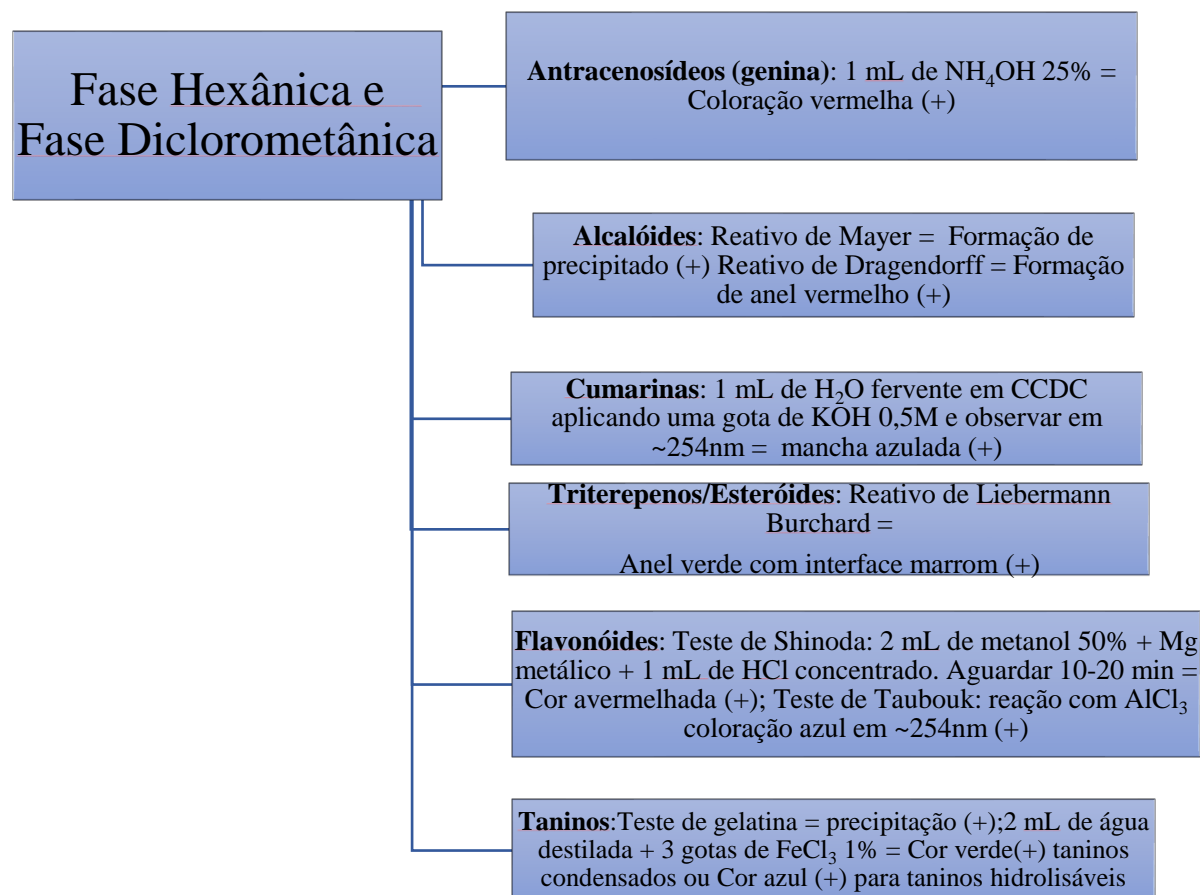 Fase Hexânica e
Fase Diclorometânica
Antracenosídeos (genina): 1 mL de NH₄OH 25% =
Coloração vermelha (+)
Alcalóides: Reativo de Mayer = Formação de
precipitado (+) Reativo de Dragendorff = Formação
de anel vermelho (+)
Cumarinas: 1 mL de H₂O fervente em CCDC
aplicando uma gota de KOH 0,5M e observar em
~254nm = mancha azulada (+)
Triterepenos/Esteróides: Reativo de Liebermann
Burchard =
Anel verde com interface marrom (+)
Flavonóides: Teste de Shinoda: 2 mL de metanol 50% + Mg
metálico + 1 mL de HCl concentrado. Aguardar 10-20 min =
Cor avermelhada (+); Teste de Taubouk: reação com AlCl₃
coloração azul em ~254nm (+)
Taninos:Teste de gelatina = precipitação (+);2 mL de água
destilada + 3 gotas de FeCl₃ 1% = Cor verde(+) taninos
condensados ou Cor azul (+) para taninos hidrolisáveis